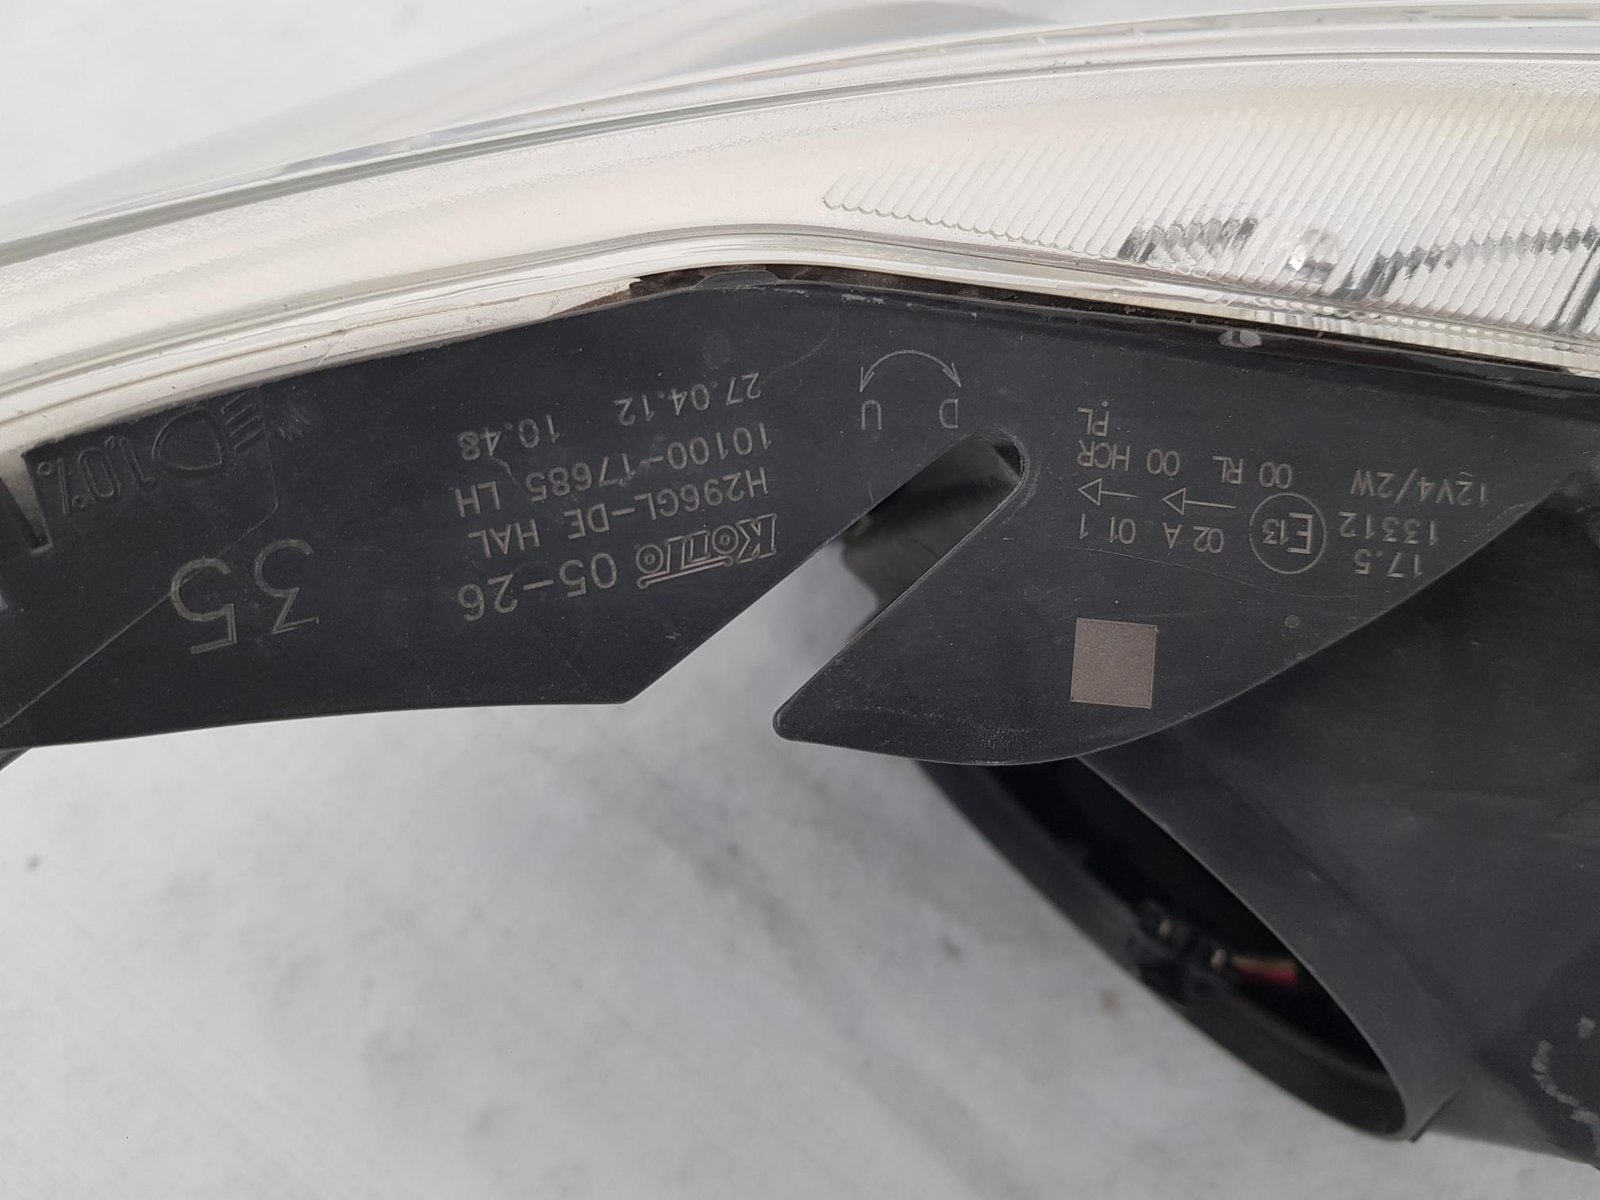 KOITO 05-26
H296GL-DE HAL
10100-17685 LH
27.04.12 10.48
35
1.0%
U D
17.5
13312
12V4/2W
E13
02 A 01 1
00 RL 00 HCR
PL